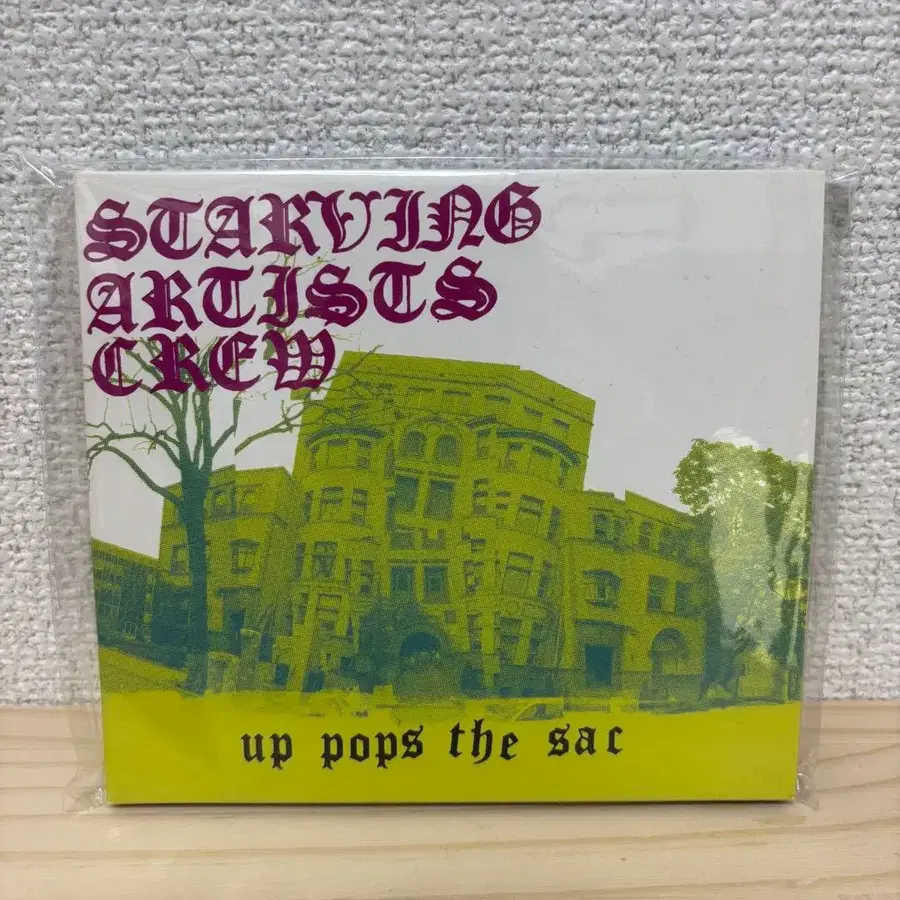 STARVING
ARTISTS
CREW
up pops the sac